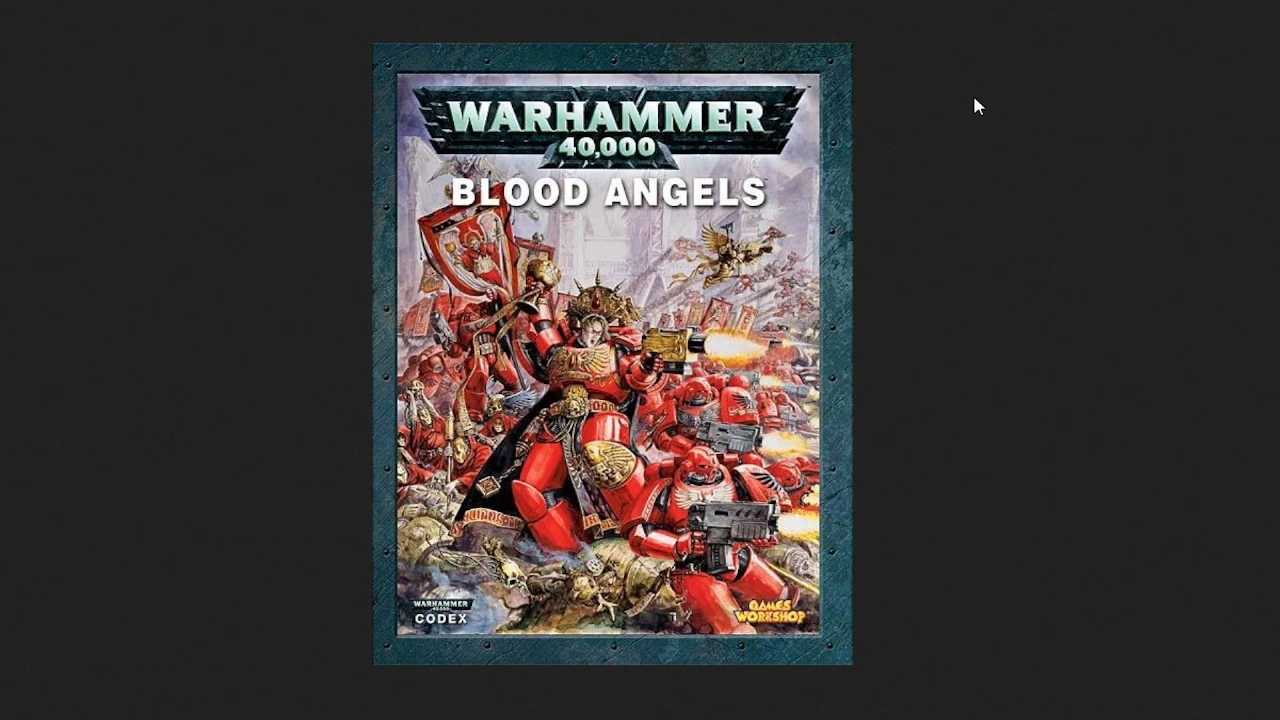 WARHAMMER
40,000
BLOOD ANGELS
WARHAMMER
40,000
CODEX
GAMES
WORKSHOP